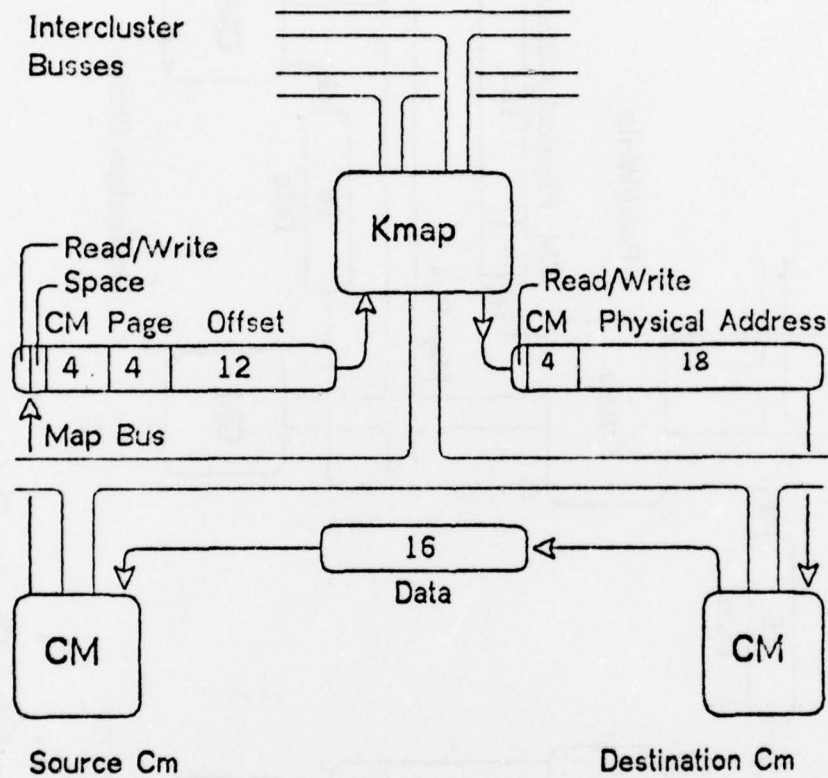 Intercluster
Busses
Kmap
Read/Write
Space
CM Page Offset
4 4 12
Read/Write
CM Physical Address
4 18
Map Bus
16
Data
CM
CM
Source Cm
Destination Cm